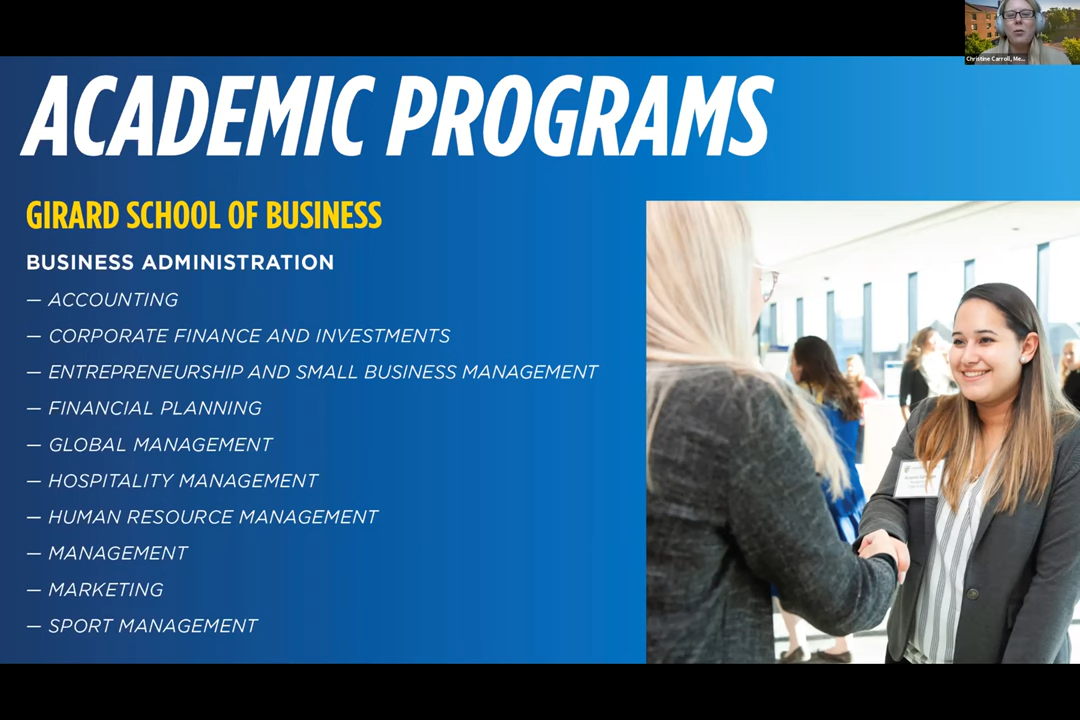 Christine Carroll, Me...
ACADEMIC PROGRAMS
GIRARD SCHOOL OF BUSINESS
BUSINESS ADMINISTRATION
— ACCOUNTING
— CORPORATE FINANCE AND INVESTMENTS
— ENTREPRENEURSHIP AND SMALL BUSINESS MANAGEMENT
— FINANCIAL PLANNING
— GLOBAL MANAGEMENT
— HOSPITALITY MANAGEMENT
— HUMAN RESOURCE MANAGEMENT
— MANAGEMENT
— MARKETING
— SPORT MANAGEMENT